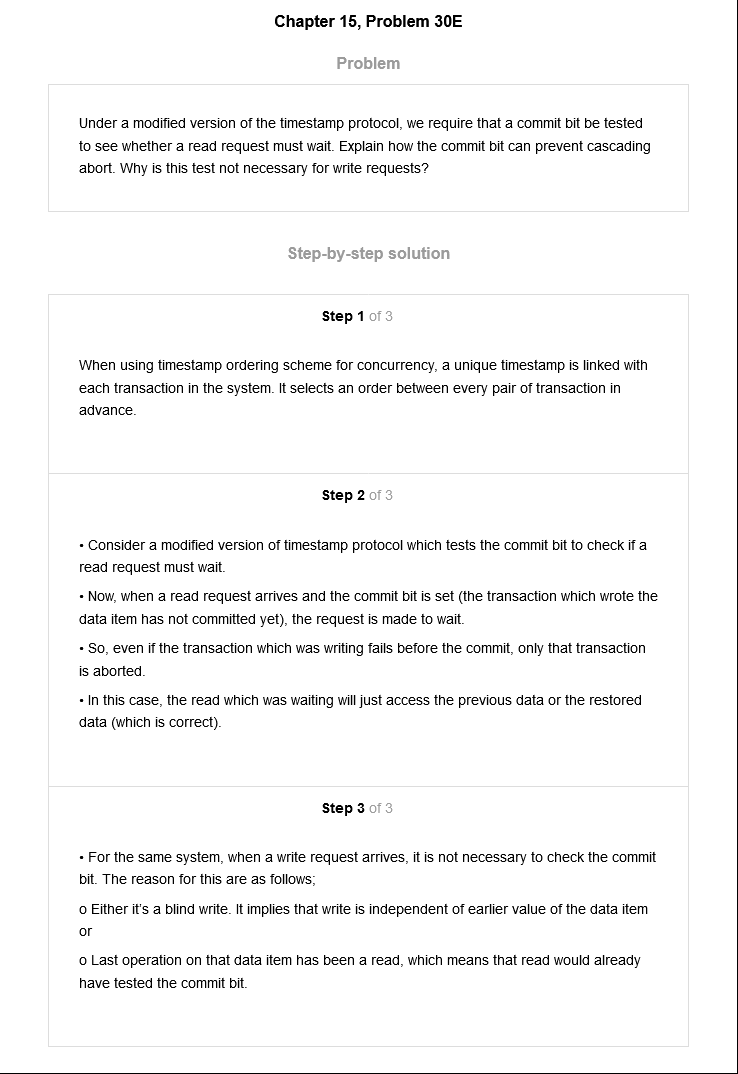 Chapter 15, Problem 30E
Problem
Under a modified version of the timestamp protocol, we require that a commit bit be tested
to see whether a read request must wait. Explain how the commit bit can prevent cascading
abort. Why is this test not necessary for write requests?
Step-by-step solution
Step 1 of 3
When using timestamp ordering scheme for concurrency, a unique timestamp is linked with
each transaction in the system. It selects an order between every pair of transaction in
advance.
Step 2 of 3
• Consider a modified version of timestamp protocol which tests the commit bit to check if a
read request must wait.
• Now, when a read request arrives and the commit bit is set (the transaction which wrote the
data item has not committed yet), the request is made to wait.
• So, even if the transaction which was writing fails before the commit, only that transaction
is aborted.
• In this case, the read which was waiting will just access the previous data or the restored
data (which is correct).
Step 3 of 3
• For the same system, when a write request arrives, it is not necessary to check the commit
bit. The reason for this are as follows;
o Either it's a blind write. It implies that write is independent of earlier value of the data item
or
o Last operation on that data item has been a read, which means that read would already
have tested the commit bit.